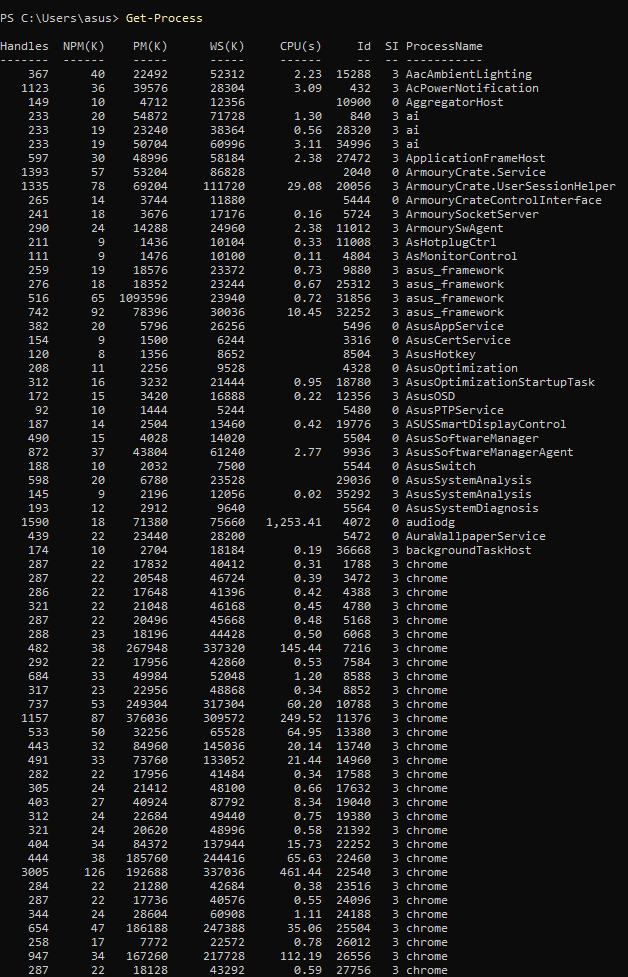 PS C:\Users\asus> Get-Process
Handles NPM(K) PM(K) WS(K) CPU(s) Id SI ProcessName
------- ------ ----- ----- ------ -- -- -----------
367 40 22492 52312 2.23 15288 3 AacAmbientLighting
1123 36 39576 28304 3.09 432 3 AcPowerNotification
149 10 4712 12356 10900 0 AggregatorHost
233 20 54872 71728 1.30 840 3 ai
233 19 23240 38364 0.56 28320 3 ai
233 19 50704 60996 3.11 34996 3 ai
597 30 48996 58184 2.38 27472 3 ApplicationFrameHost
1393 57 53204 86828 2040 0 ArmouryCrate.Service
1335 78 69204 111720 29.08 20056 3 ArmouryCrate.UserSessionHelper
265 14 3744 11880 5444 0 ArmouryCrateControlInterface
241 18 3676 17176 0.16 5724 3 ArmourySocketServer
290 24 14288 24960 2.38 11012 3 ArmourySwAgent
211 9 1436 10104 0.33 11008 3 AsHotplugCtrl
111 9 1476 10100 0.11 4804 3 AsMonitorControl
259 19 18576 23372 0.73 9880 3 asus_framework
276 18 18352 23244 0.67 25312 3 asus_framework
516 65 1093596 23940 0.72 31856 3 asus_framework
742 92 78396 30036 10.45 32252 3 asus_framework
382 20 5796 26256 5496 0 AsusAppService
154 9 1500 6244 3316 0 AsusCertService
120 8 1356 8652 8504 3 AsusHotkey
208 11 2256 9528 4328 0 AsusOptimization
312 16 3232 21444 0.95 18780 3 AsusOptimizationStartupTask
172 15 3420 16888 0.22 12356 3 AsusOSD
92 10 1444 5244 5480 0 AsusPTPService
187 14 2504 13460 0.42 19776 3 ASUSSmartDisplayControl
490 15 4028 14020 5504 0 AsusSoftwareManager
872 37 43804 61240 2.77 9936 3 AsusSoftwareManagerAgent
188 10 2032 7500 5544 0 AsusSwitch
598 20 6780 23528 29036 0 AsusSystemAnalysis
145 9 2196 12056 0.02 35292 3 AsusSystemAnalysis
193 12 2912 9640 5564 0 AsusSystemDiagnosis
1590 18 71380 75660 1,253.41 4072 0 audiodg
439 22 23440 28200 5472 0 AuraWallpaperService
174 10 2704 18184 0.19 36668 3 backgroundTaskHost
287 22 17832 40412 0.31 1788 3 chrome
287 22 20548 46724 0.39 3472 3 chrome
286 22 17648 41396 0.42 4388 3 chrome
321 22 21048 46168 0.45 4780 3 chrome
287 22 20496 45668 0.48 5168 3 chrome
288 23 18196 44428 0.50 6068 3 chrome
482 38 267948 337320 145.44 7216 3 chrome
292 22 17956 42860 0.53 7584 3 chrome
684 33 49984 52048 1.20 8588 3 chrome
317 23 22956 48868 0.34 8852 3 chrome
737 53 249304 317304 60.20 10788 3 chrome
1157 87 376036 309572 249.52 11376 3 chrome
533 50 32256 65528 64.95 13380 3 chrome
443 32 84960 145036 20.14 13740 3 chrome
491 33 73760 133052 21.44 14960 3 chrome
282 22 17956 41484 0.34 17588 3 chrome
305 24 21412 48100 0.66 17632 3 chrome
403 27 40924 87792 8.34 19040 3 chrome
312 24 22684 49440 0.75 19380 3 chrome
321 24 20620 48996 0.58 21392 3 chrome
404 34 84372 137944 15.73 22252 3 chrome
444 38 185760 244416 65.63 22460 3 chrome
3005 126 192688 337036 461.44 22540 3 chrome
284 22 21280 42684 0.38 23516 3 chrome
287 22 17736 40576 0.55 24096 3 chrome
344 24 28604 60908 1.11 24188 3 chrome
654 47 186188 247388 35.06 25504 3 chrome
258 17 7772 22572 0.78 26012 3 chrome
947 34 167260 217728 112.19 26556 3 chrome
287 22 18128 43292 0.59 27756 3 chrome